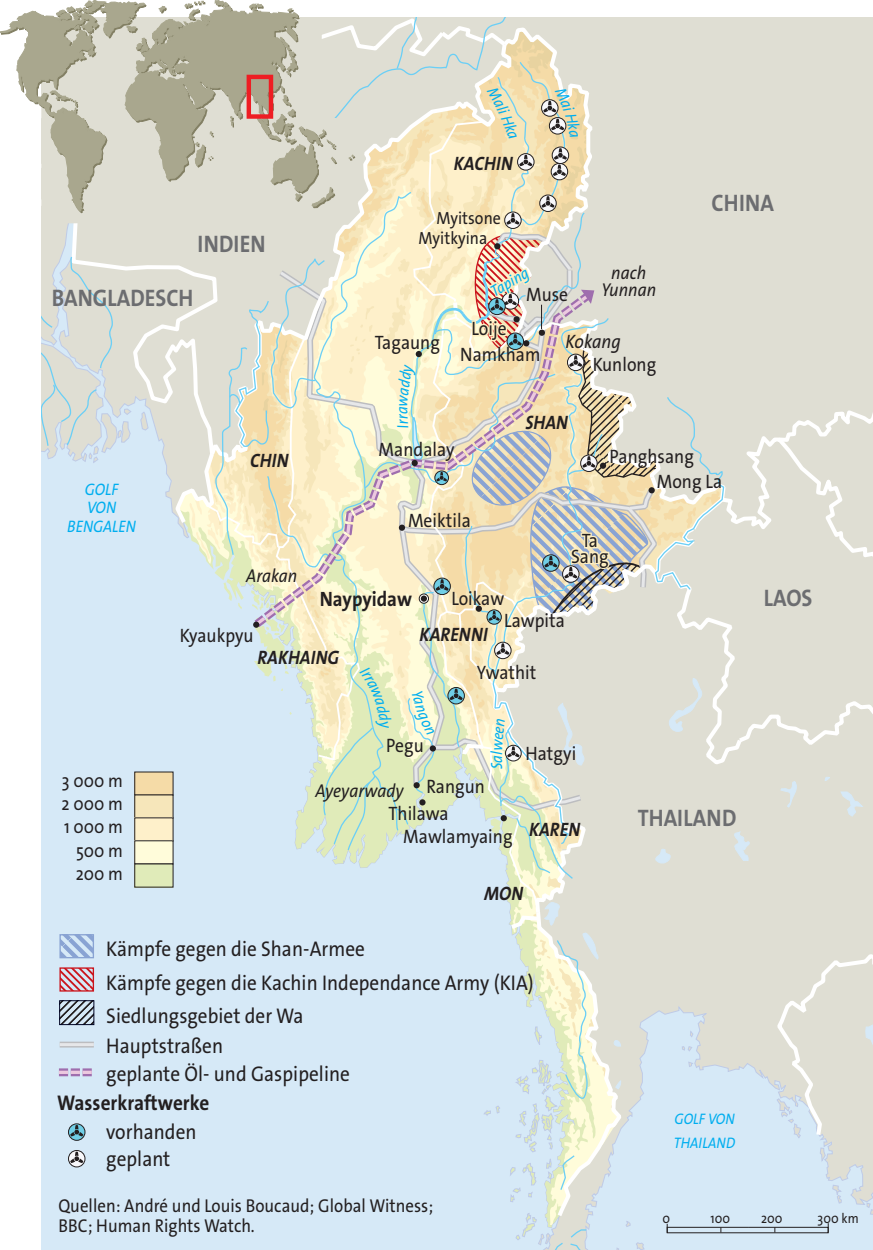 Mali Hka
Mai Hka
KACHIN
CHINA
Myitsone
Myitkyina
INDIEN
nach
Yunnan
Taping
BANGLADESCH
Muse
Loije
Kokang
Tagaung
Namkham
Kunlong
Irrawaddy
SHAN
Mandalay
CHIN
Panghsang
Mong La
GOLF
VON
BENGALEN
Meiktila
Ta
Sang
Arakan
Naypyidaw
Loikaw
LAOS
Lawpita
Kyaukpyu
KARENNI
RAKHAING
Ywathit
Irrawaddy
Yangon
Salween
Pegu
Hatgyi
3 000 m
2 000 m
1 000 m
500 m
200 m
Ayeyarwady
Rangun
Thilawa
THAILAND
Mawlamyaing
KAREN
MON
Kämpfe gegen die Shan-Armee
Kämpfe gegen die Kachin Independance Army (KIA)
Siedlungsgebiet der Wa
Hauptstraßen
geplante Öl- und Gaspipeline
Wasserkraftwerke
vorhanden
geplant
GOLF VON
THAILAND
Quellen: André und Louis Boucaud; Global Witness;
BBC; Human Rights Watch.
0 100 200 300 km